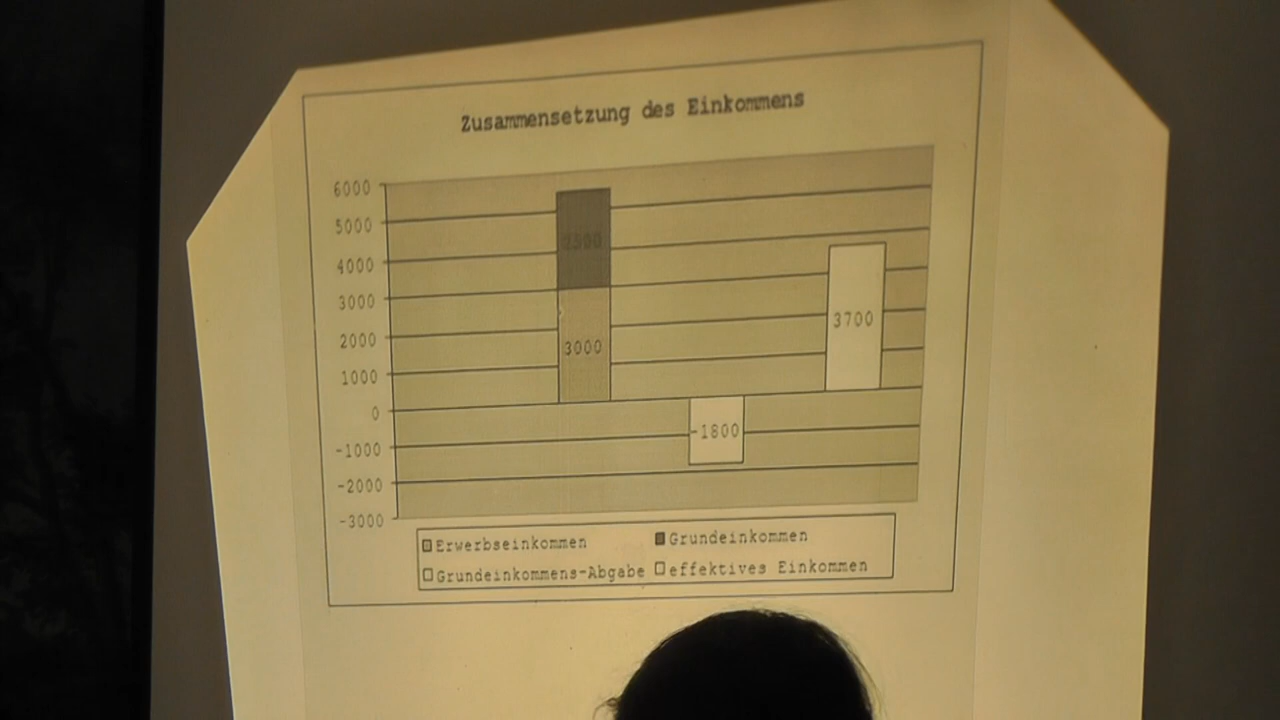 Zusammensetzung des Einkommens
6000
5000
4000
3000
2000
1000
0
-1000
-2000
-3000
2500
3000
-1800
3700
Erwerbseinkommen
Grundeinkommen
Grundeinkommens-Abgabe
effektives Einkommen